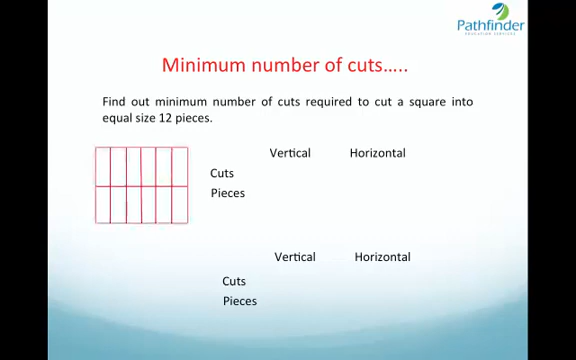 Pathfinder
EDUCATION SERVICES
Minimum number of cuts.....
Find out minimum number of cuts required to cut a square into
equal size 12 pieces.
Vertical Horizontal
Cuts
Pieces
Vertical Horizontal
Cuts
Pieces